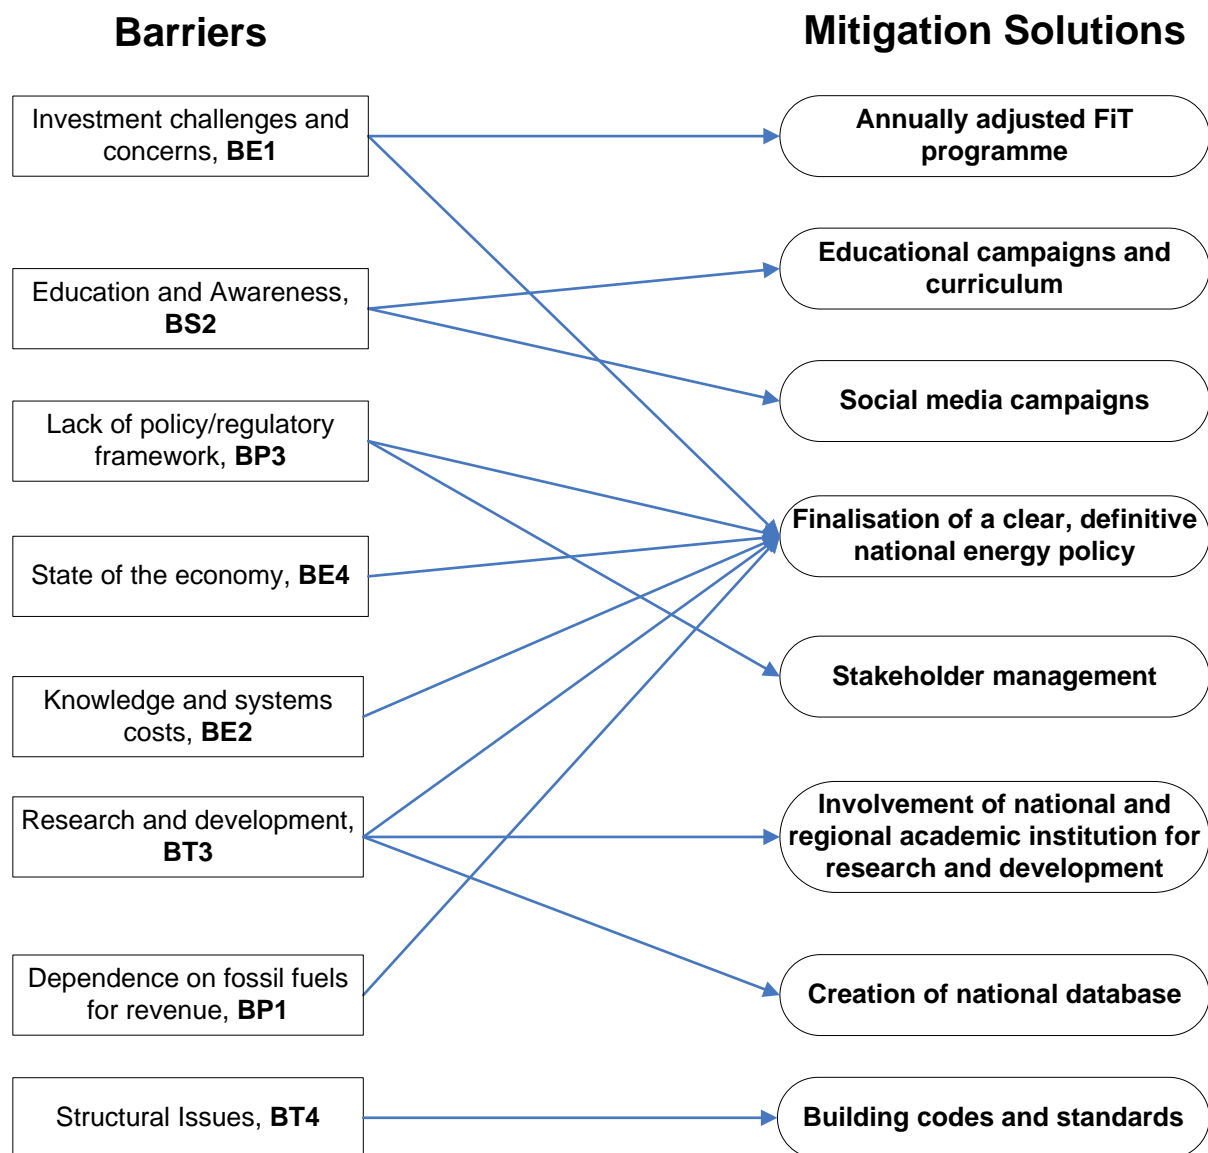 Barriers
Mitigation Solutions
Investment challenges and
concerns, BE1
Annually adjusted FiT
programme
Education and Awareness,
BS2
Educational campaigns and
curriculum
Lack of policy/regulatory
framework, BP3
Social media campaigns
State of the economy, BE4
Finalisation of a clear, definitive
national energy policy
Knowledge and systems
costs, BE2
Stakeholder management
Research and development,
BT3
Involvement of national and
regional academic institution for
research and development
Dependence on fossil fuels
for revenue, BP1
Creation of national database
Structural Issues, BT4
Building codes and standards